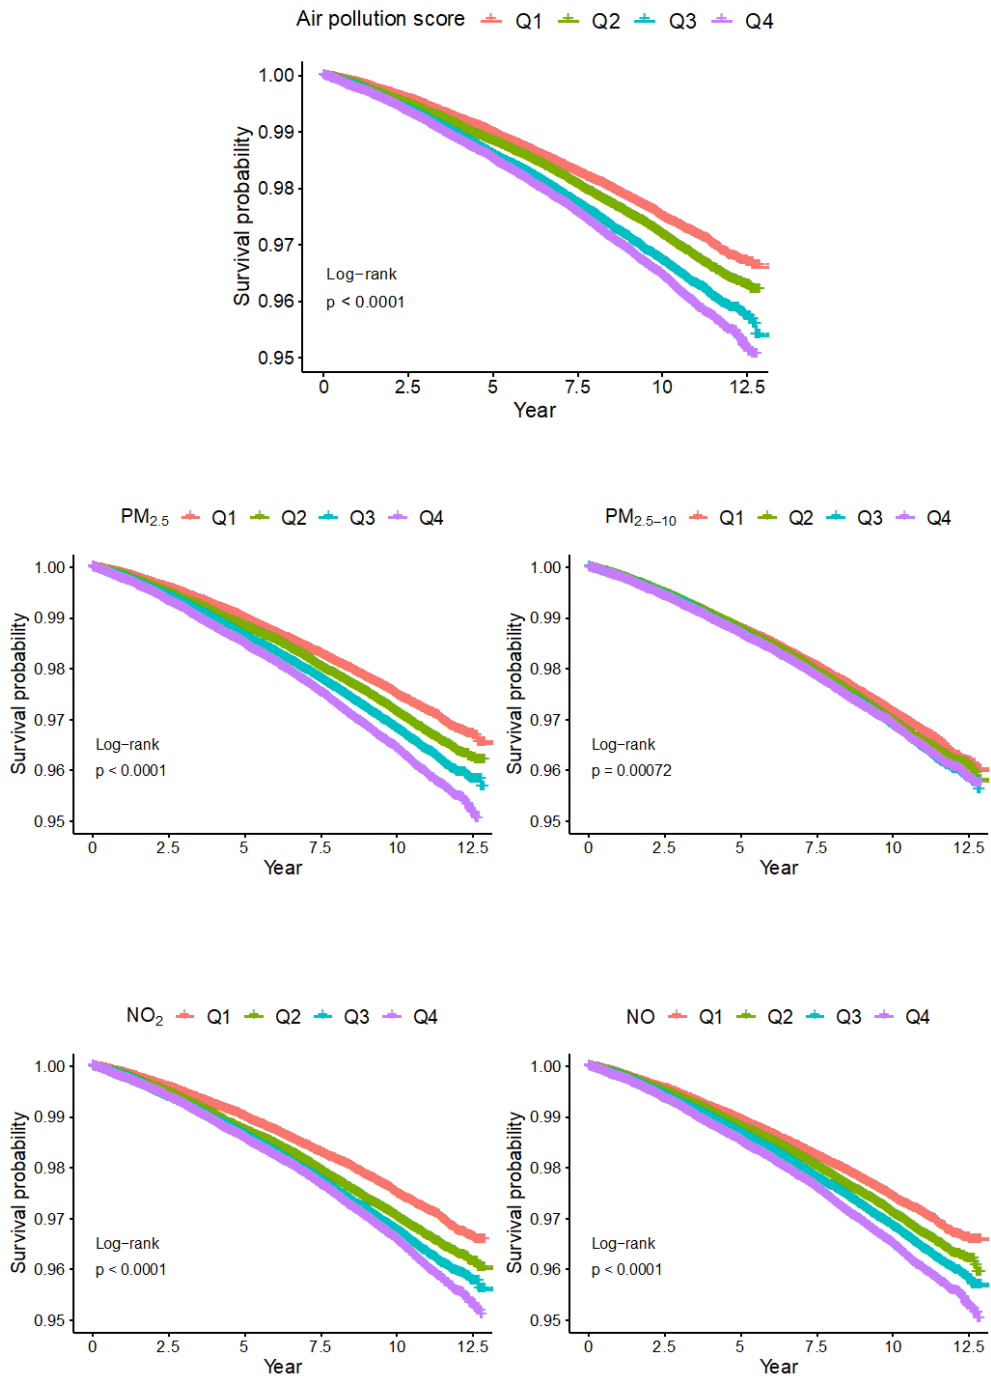 Air pollution score Q1 Q2 Q3 Q4
1.00
0.99
0.98
0.97
0.96
0.95
Survival probability
Log−rank
p < 0.0001
0 2.5 5 7.5 10 12.5
Year
PM2.5 Q1 Q2 Q3 Q4
1.00
0.99
0.98
0.97
0.96
0.95
Survival probability
Log−rank
p < 0.0001
0 2.5 5 7.5 10 12.5
Year
PM2.5−10 Q1 Q2 Q3 Q4
1.00
0.99
0.98
0.97
0.96
0.95
Survival probability
Log−rank
p = 0.00072
0 2.5 5 7.5 10 12.5
Year
NO2 Q1 Q2 Q3 Q4
1.00
0.99
0.98
0.97
0.96
0.95
Survival probability
Log−rank
p < 0.0001
0 2.5 5 7.5 10 12.5
Year
NO Q1 Q2 Q3 Q4
1.00
0.99
0.98
0.97
0.96
0.95
Survival probability
Log−rank
p < 0.0001
0 2.5 5 7.5 10 12.5
Year